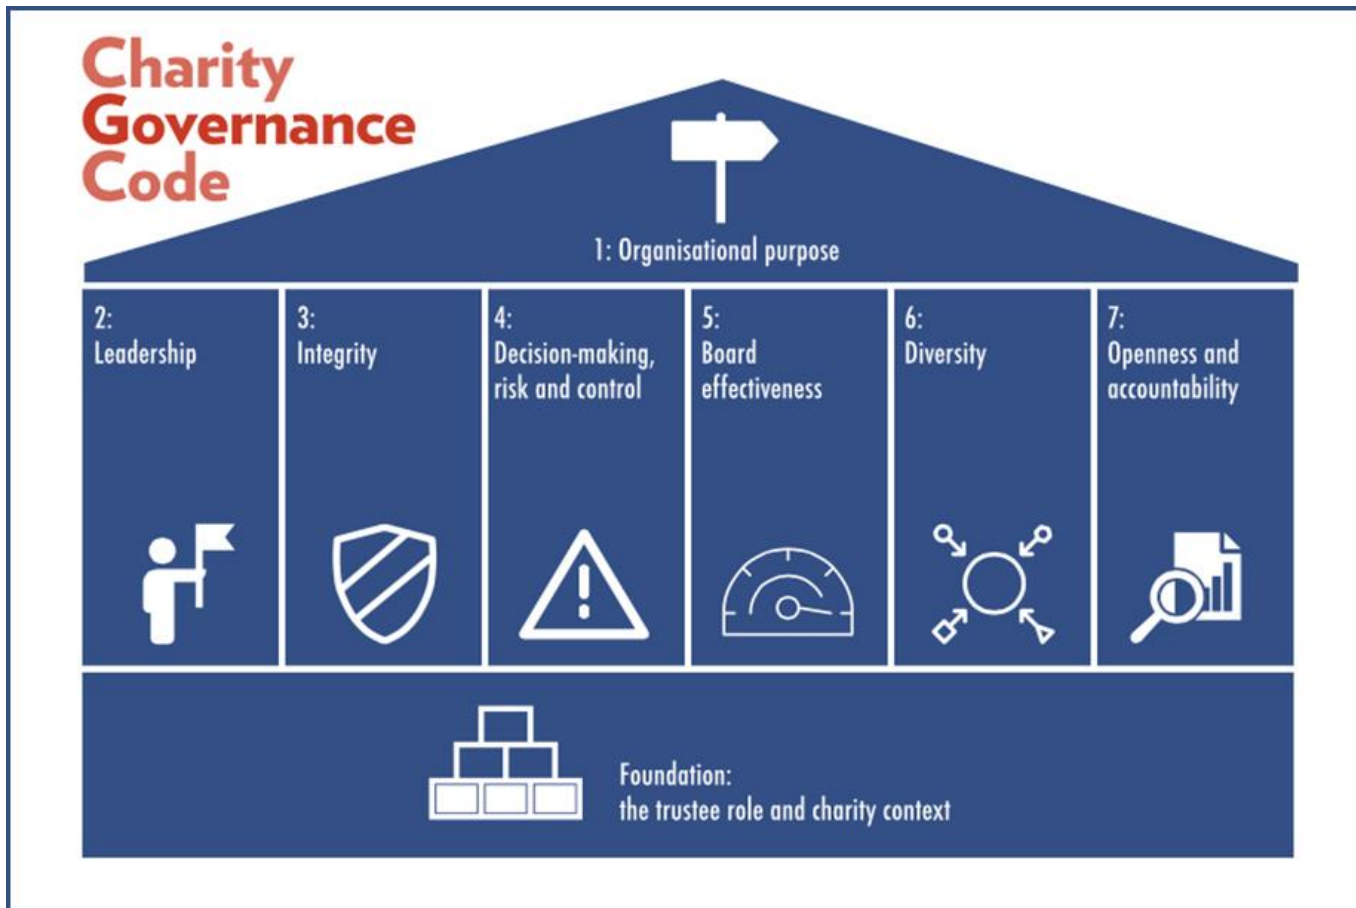 Charity
Governance
Code
1: Organisational purpose
2:
Leadership
3:
Integrity
4:
Decision-making,
risk and control
5:
Board
effectiveness
6:
Diversity
7:
Openness and
accountability
Foundation:
the trustee role and charity context